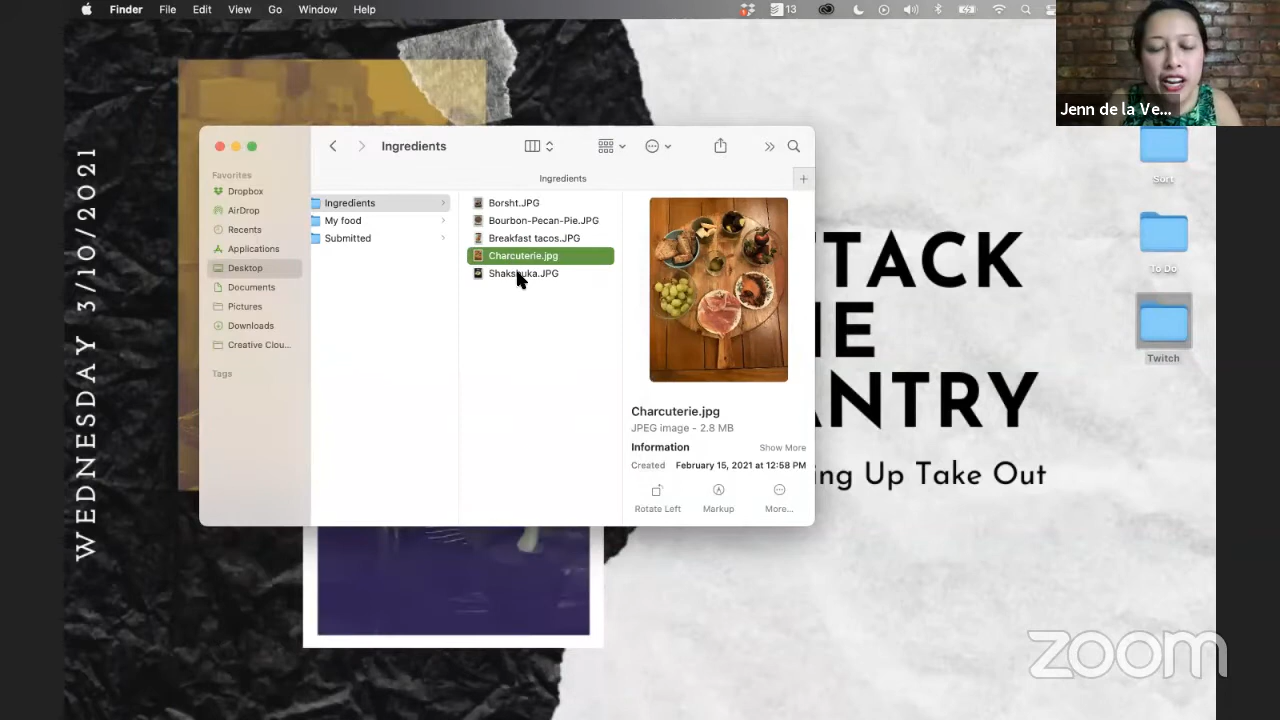 Finder File Edit View Go Window Help
13
Jenn de la Ve...
WEDNESDAY 3/10/2021
Ingredients
Ingredients
Favorites
Dropbox
AirDrop
Recents
Applications
Desktop
Documents
Pictures
Downloads
Creative Clou...
Tags
Ingredients
My food
Submitted
Borsht.JPG
Bourbon-Pecan-Pie.JPG
Breakfast tacos.JPG
Charcuterie.jpg
Shakshuka.JPG
Charcuterie.jpg
JPEG image - 2.8 MB
Information Show More
Created February 15, 2021 at 12:58 PM
Rotate Left Markup More...
TACK
NTRY
ing Up Take Out
Sort
To Do
Twitch
zoom